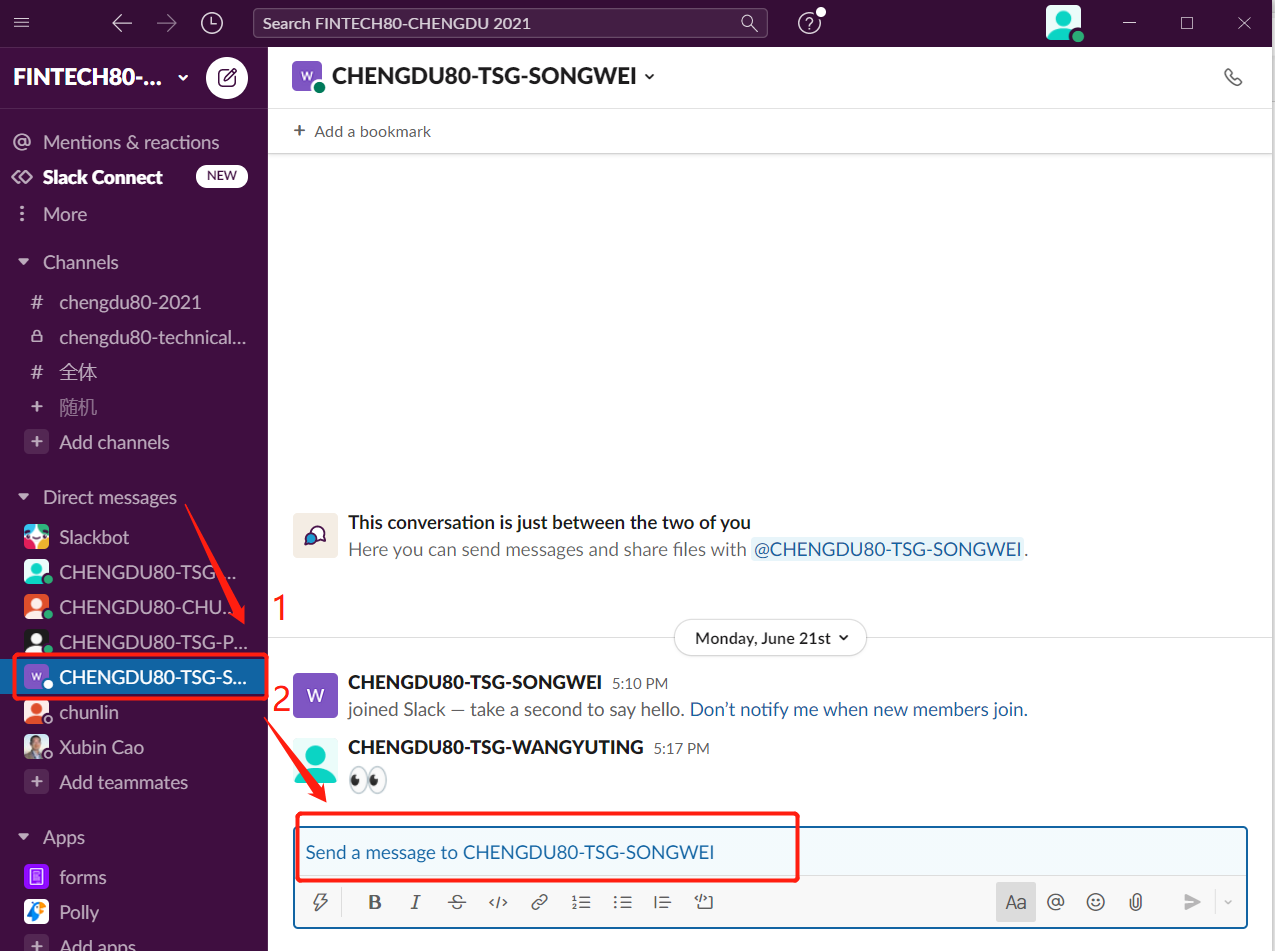 Search FINTECH80-CHENGDU 2021
FINTECH80-...
Mentions & reactions
Slack Connect NEW
More
Channels
# chengdu80-2021
chengdu80-technical...
# 全体
+ 随机
+ Add channels
Direct messages
Slackbot
CHENGDU80-TSG-...
CHENGDU80-CHU...
CHENGDU80-TSG-P...
W CHENGDU80-TSG-S...
chunlin
Xubin Cao
+ Add teammates
Apps
forms
Polly
+ Add apps
1
2
W CHENGDU80-TSG-SONGWEI
+ Add a bookmark
This conversation is just between the two of you
Here you can send messages and share files with @CHENGDU80-TSG-SONGWEI.
Monday, June 21st
W CHENGDU80-TSG-SONGWEI 5:10 PM
joined Slack — take a second to say hello. Don’t notify me when new members join.
CHENGDU80-TSG-WANGYUTING 5:17 PM
Send a message to CHENGDU80-TSG-SONGWEI
B I S </> Aa @